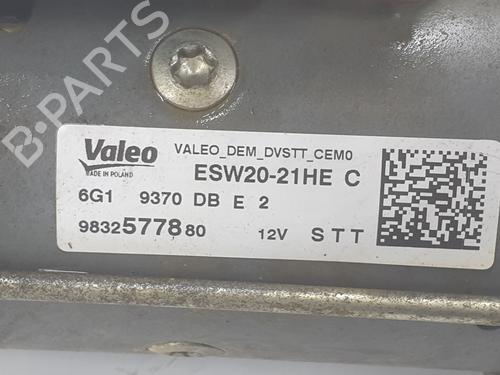 B-PARTS
Valeo
MADE IN POLAND
VALEO_DEM_DVSTT_CEM0
ESW20-21HE C
6G1 9370 DB E 2
9832577880 12V STT